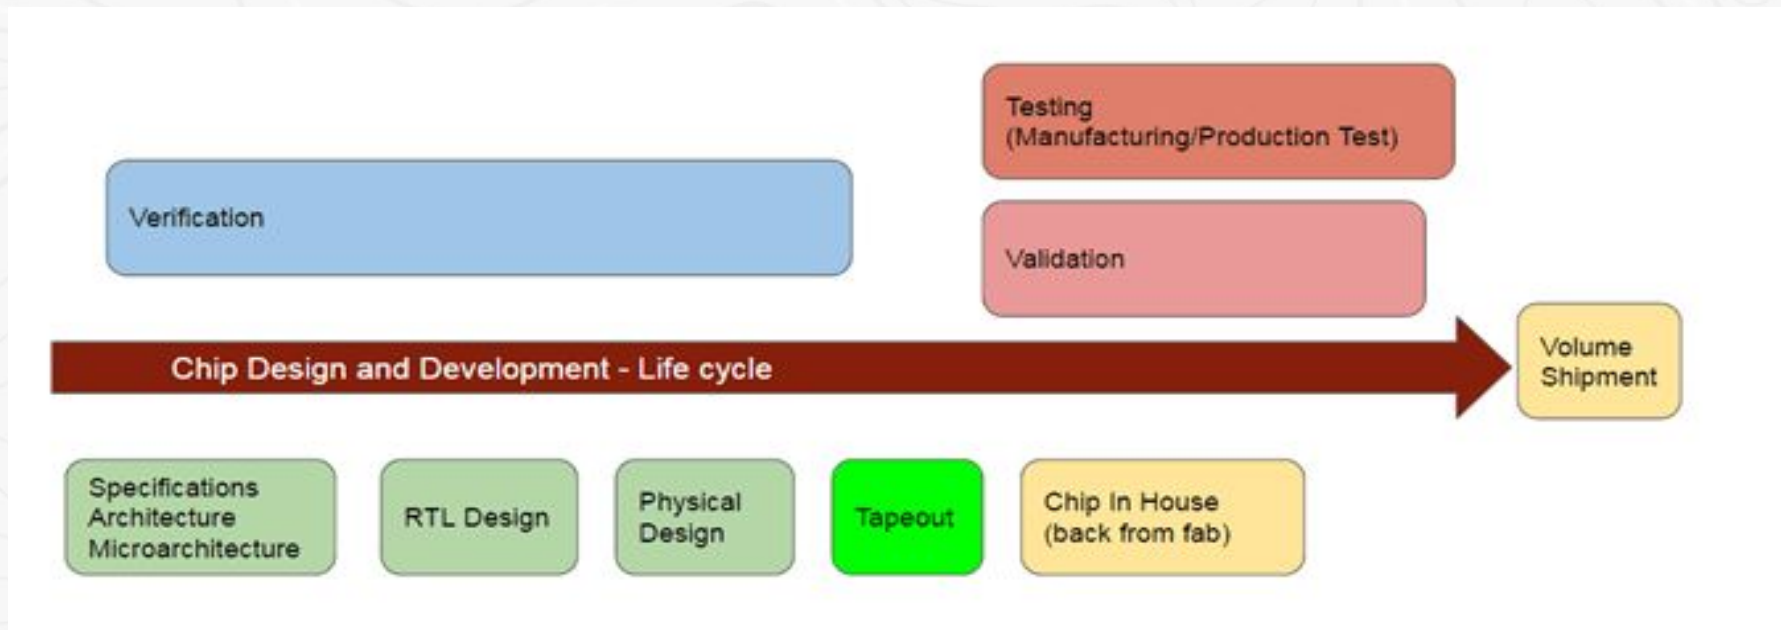 Testing
(Manufacturing/Production Test)
Verification
Validation
Chip Design and Development - Life cycle
Volume
Shipment
Specifications
Architecture
Microarchitecture
RTL Design
Physical
Design
Tapeout
Chip In House
(back from fab)